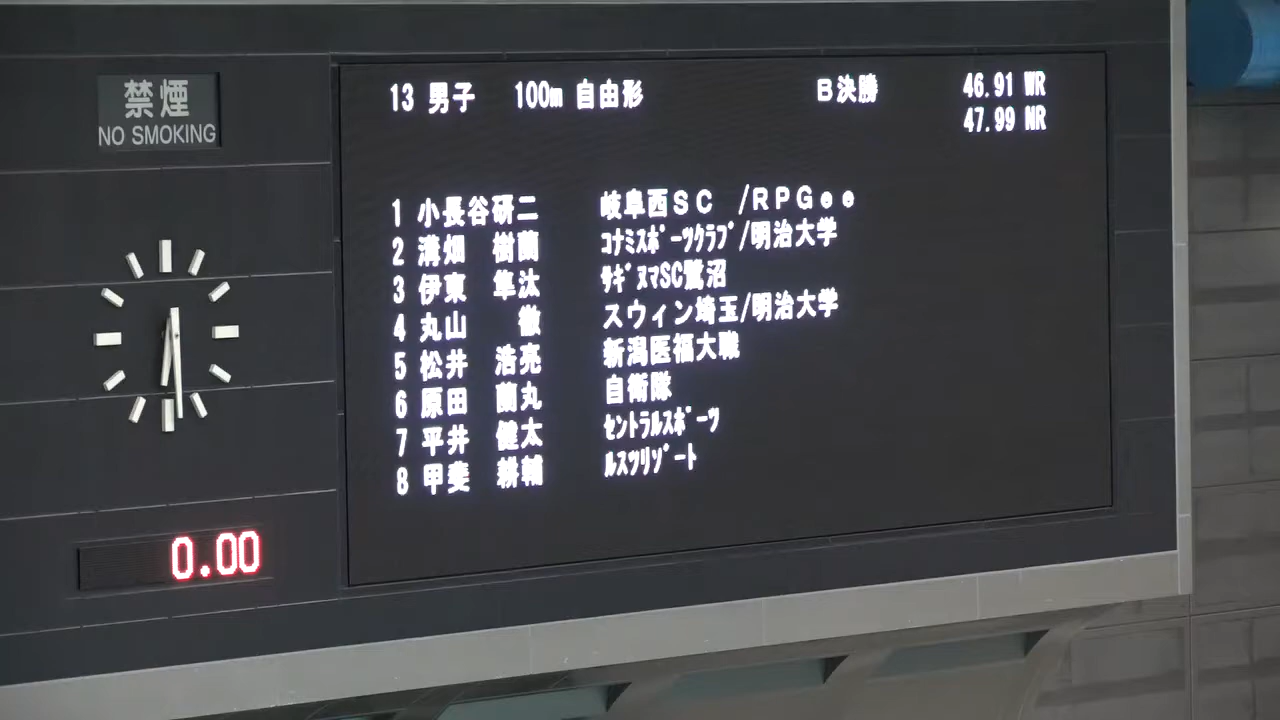 禁煙
NO SMOKING
13 男子 100m 自由形 B決勝 46.91 WR
47.99 NR
1 小長谷研二 岐阜西SC /RPGee
2 溝畑 樹蘭 コナミスポーツクラブ/明治大学
3 伊東 隼汰 サギヌマSC鷺沼
4 丸山 徹 スウィン埼玉/明治大学
5 松井 浩亮 新潟医福大職
6 原田 蘭丸 自衛隊
7 平井 健太 セントラルスポーツ
8 甲斐 耕輔 ルスツリゾート
0.00